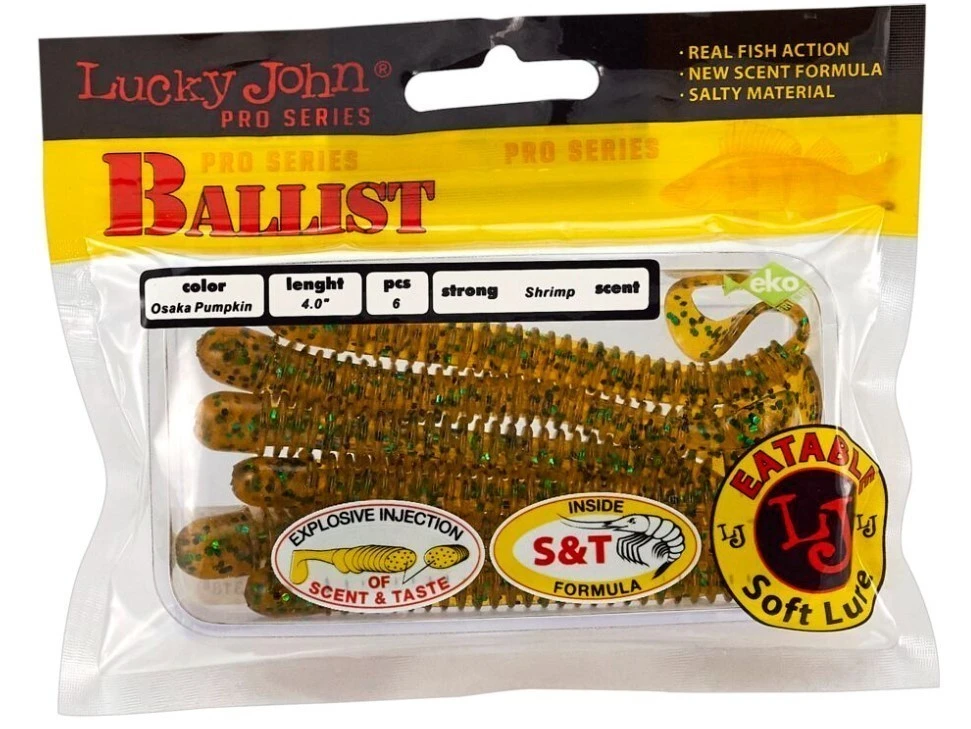 Lucky John®
PRO SERIES
· REAL FISH ACTION
· NEW SCENT FORMULA
· SALTY MATERIAL
PRO SERIES
PRO SERIES
BALLIST
color
Osaka Pumpkin
lenght
4.0"
pcs
6
strong Shrimp scent
eko
EXPLOSIVE INJECTION
OF
SCENT & TASTE
INSIDE
S&T
FORMULA
EATABLE
LJ
LJ
LJ
Soft Lure